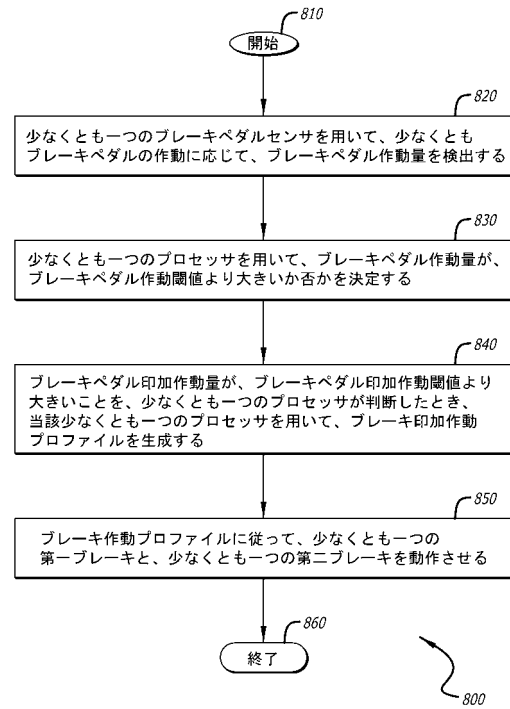 810
開始
820
少なくとも一つのブレーキペダルセンサを用いて、少なくとも
ブレーキペダルの作動に応じて、ブレーキペダル作動量を検出する
830
少なくとも一つのプロセッサを用いて、ブレーキペダル作動量が、
ブレーキペダル作動閾値より大きいか否かを決定する
840
ブレーキペダル印加作動量が、ブレーキペダル印加作動閾値より
大きいことを、少なくとも一つのプロセッサが判断したとき、
当該少なくとも一つのプロセッサを用いて、ブレーキ印加作動
プロファイルを生成する
850
ブレーキ作動プロファイルに従って、少なくとも一つの
第一ブレーキと、少なくとも一つの第二ブレーキを動作させる
860
終了
800